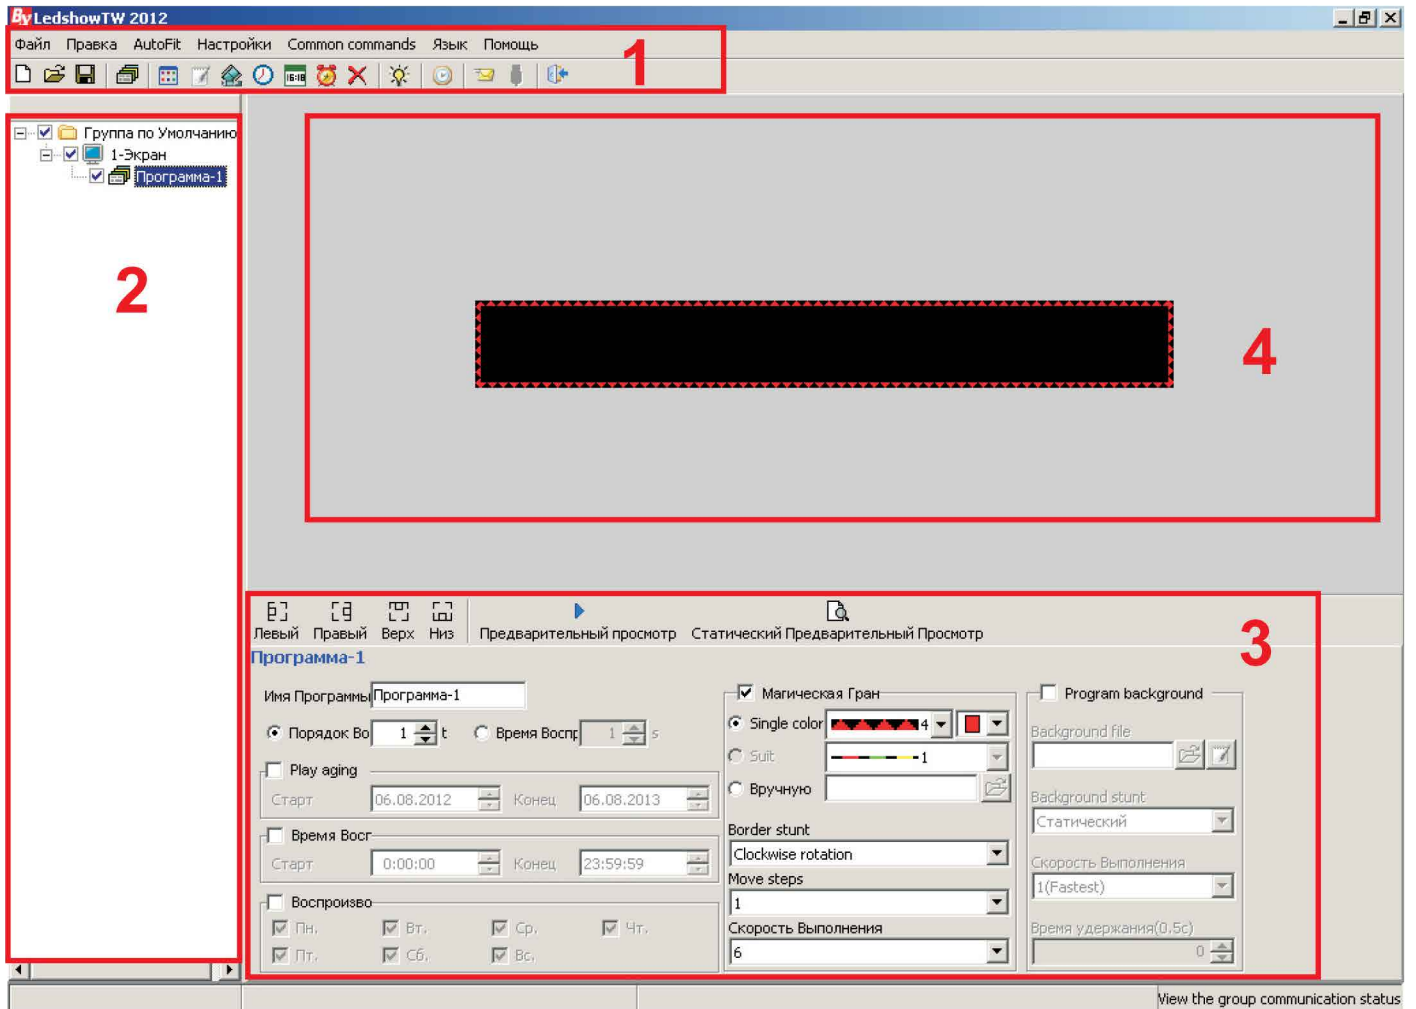 By LedshowTW 2012
Файл Правка AutoFit Настройки Common commands Язык Помощь
1
16:18
Группа по Умолчанию
1-Экран
Программа-1
2
4
Левый Правый Верх Низ Предварительный просмотр Статический Предварительный Просмотр
3
Программа-1
Имя Программы Программа-1
Порядок Во 1 t Время Воспр 1 s
Play aging
Старт 06.08.2012 Конец 06.08.2013
Время Восг
Старт 0:00:00 Конец 23:59:59
Воспроизво
Пн. Вт. Ср. Чт.
Пт. Сб. Вс.
Магическая Гран
Single color 4
Suit 1
Вручную
Border stunt
Clockwise rotation
Move steps
1
Скорость Выполнения
6
Program background
Background file
Background stunt
Статический
Скорость Выполнения
1(Fastest)
Время удержания(0.5с)
0
View the group communication status